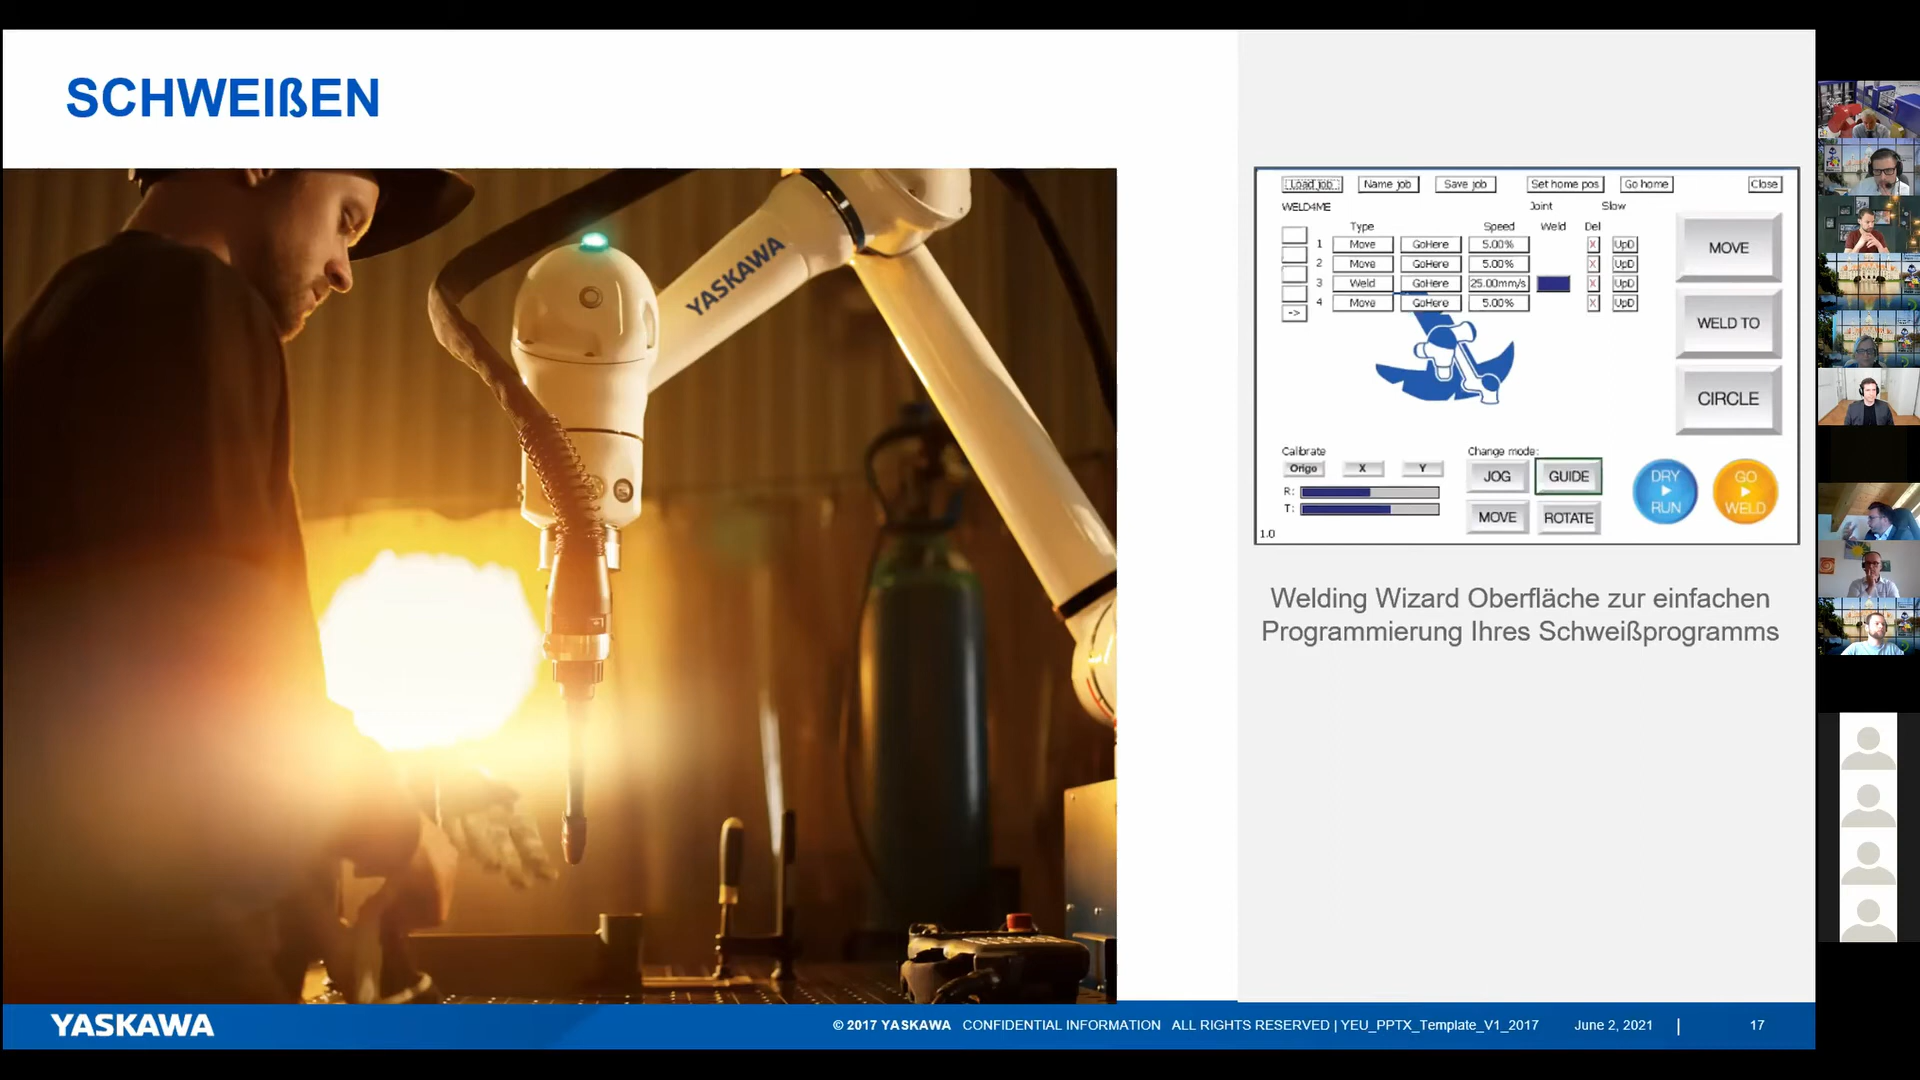 SCHWEIßEN
YASKAWA
Load job Name job Save job Set home pos Go home Close
WELD4ME Joint Slow
Type Speed Weld Del
1 Move GoHere 5.00% X UpD
2 Move GoHere 5.00% X UpD
3 Weld GoHere 25.00mm/s X UpD
4 Move GoHere 5.00% X UpD
->
MOVE
WELD TO
CIRCLE
Calibrate Change mode:
Origo X Y JOG GUIDE
R:
T:
MOVE ROTATE
DRY RUN
GO WELD
1.0
Welding Wizard Oberfläche zur einfachen
Programmierung Ihres Schweißprogramms
YASKAWA © 2017 YASKAWA CONFIDENTIAL INFORMATION ALL RIGHTS RESERVED | YEU_PPTX_Template_V1_2017 June 2, 2021 | 17